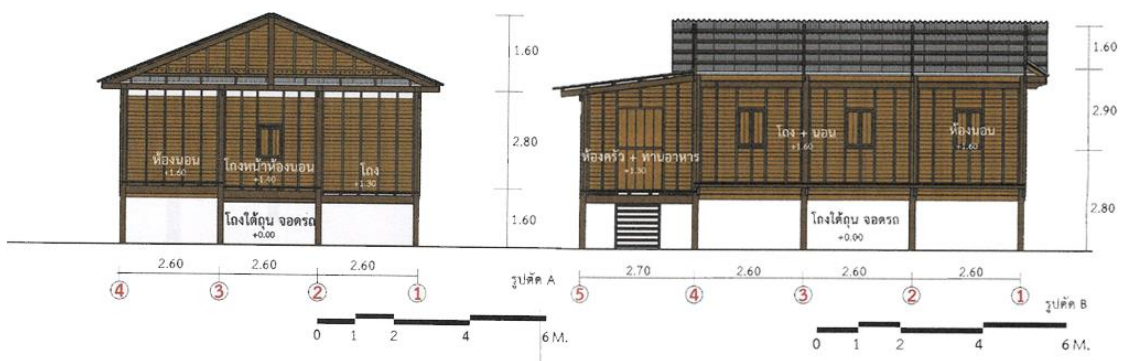 1.60
2.80
1.60
ห้องนอน
+1.60
โถงหน้าห้องนอน
+1.40
โถง
+1.30
โถงใต้ถุน จอดรถ
+0.00
2.60 2.60 2.60
4 3 2 1
รูปตัด A
0 1 2 4 6 M.
1.60
2.90
2.80
ห้องครัว + ทานอาหาร
+1.30
โถง + นอน
+1.60
ห้องนอน
+1.60
โถงใต้ถุน จอดรถ
+0.00
2.70 2.60 2.60 2.60
5 4 3 2 1
รูปตัด B
0 1 2 4 6 M.